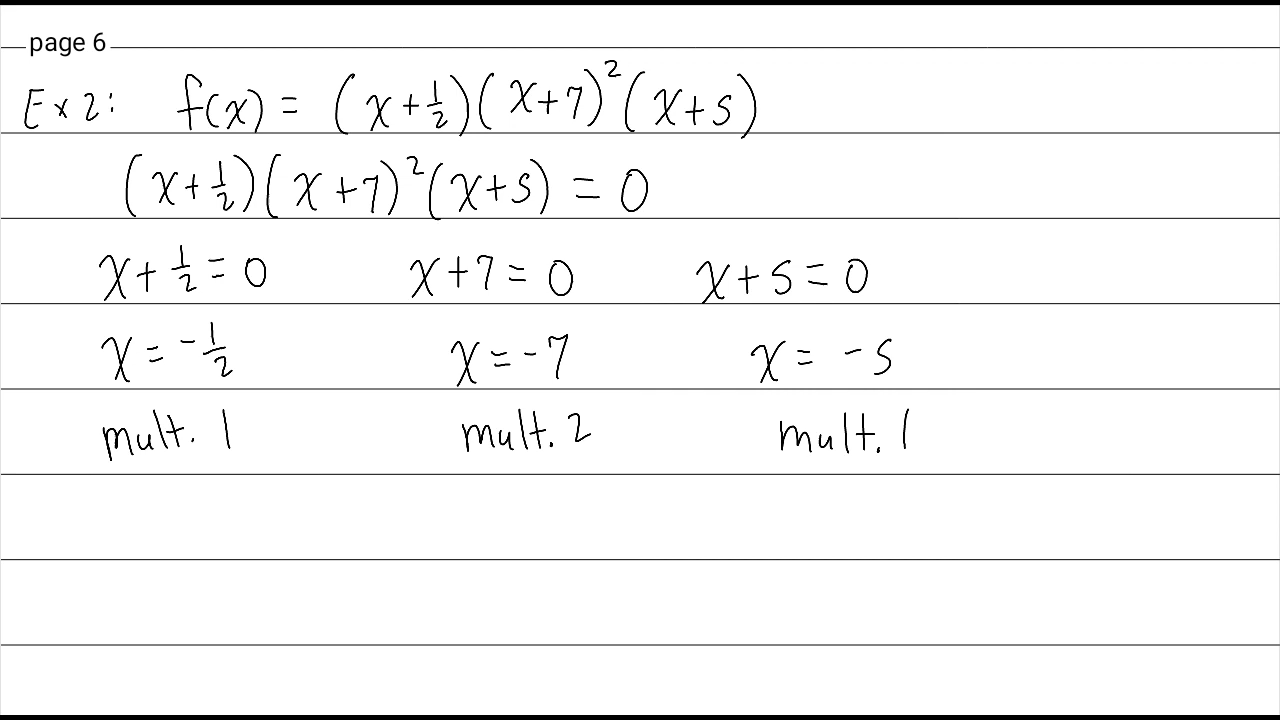 page 6
Ex 2: f(x) = (x + 1/2)(x + 7)²(x + 5)
(x + 1/2)(x + 7)²(x + 5) = 0
x + 1/2 = 0 x + 7 = 0 x + 5 = 0
x = -1/2 x = -7 x = -5
mult. 1 mult. 2 mult. 1